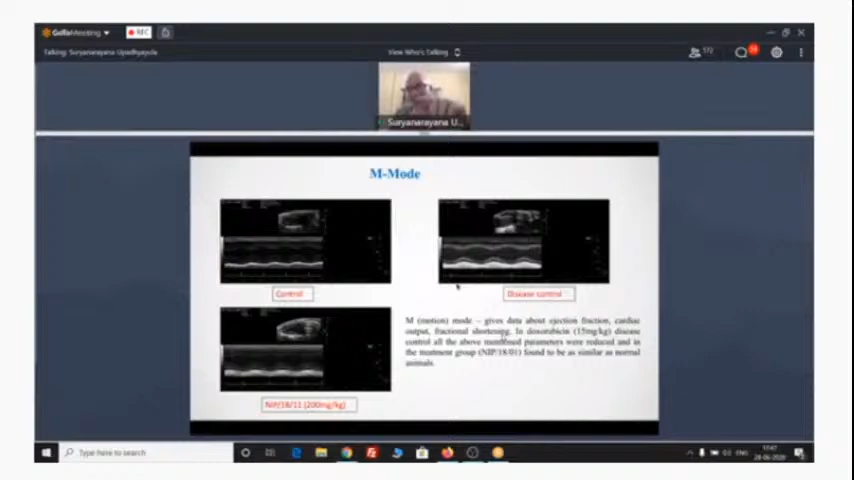 GoToMeeting
REC
Talking: Suryanarayana Upadhyayula
View Who's Talking
172
Suryanarayana U...
M-Mode
Control
Disease control
M (motion) mode – gives data about ejection fraction, cardiac
output, fractional shortening. In doxorubicin (15mg/kg) disease
control all the above mentioned parameters were reduced and in
the treatment group (NIP/18/01) found to be as similar as normal
animals.
NIP/18/11 (200mg/kg)
Type here to search
ENG